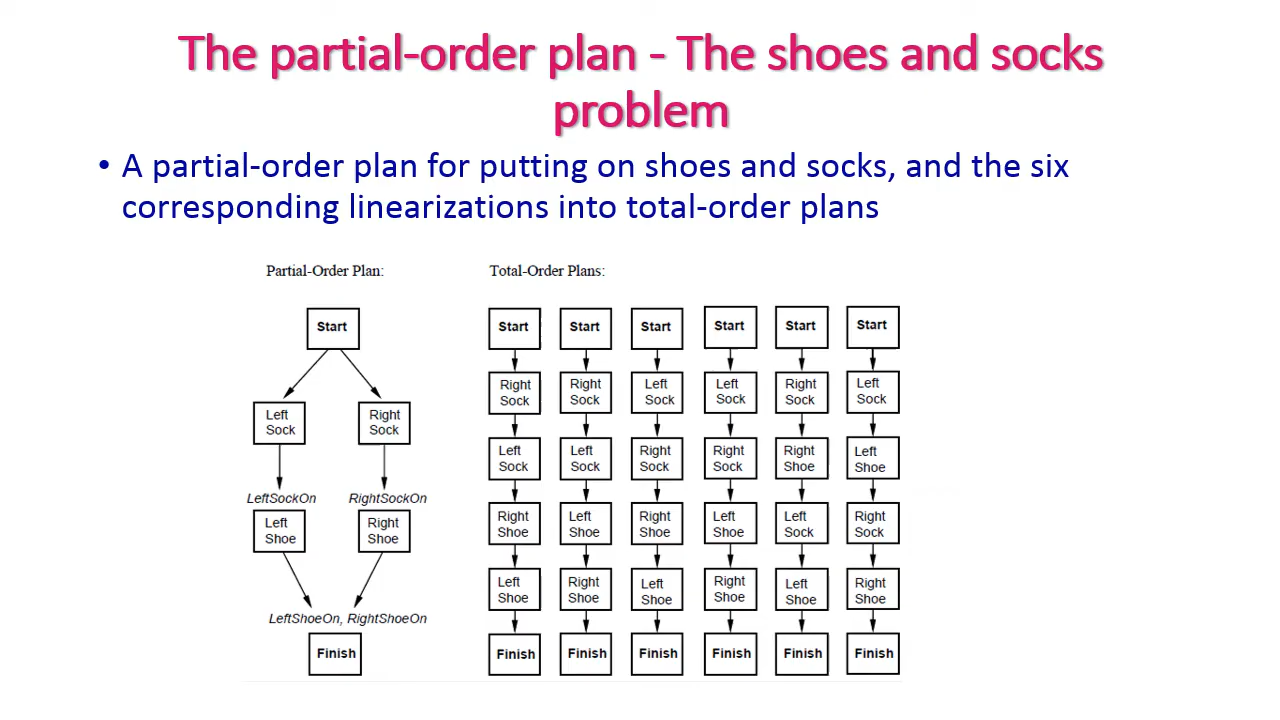 The partial-order plan - The shoes and socks
problem
• A partial-order plan for putting on shoes and socks, and the six
corresponding linearizations into total-order plans
Partial-Order Plan:
Start
Left
Sock
Right
Sock
LeftSockOn
RightSockOn
Left
Shoe
Right
Shoe
LeftShoeOn, RightShoeOn
Finish
Total-Order Plans:
Start
Right
Sock
Left
Sock
Right
Shoe
Left
Shoe
Finish
Start
Right
Sock
Left
Sock
Left
Shoe
Right
Shoe
Finish
Start
Left
Sock
Right
Sock
Right
Shoe
Left
Shoe
Finish
Start
Left
Sock
Right
Sock
Left
Shoe
Right
Shoe
Finish
Start
Right
Sock
Right
Shoe
Left
Sock
Left
Shoe
Finish
Start
Left
Sock
Left
Shoe
Right
Sock
Right
Shoe
Finish